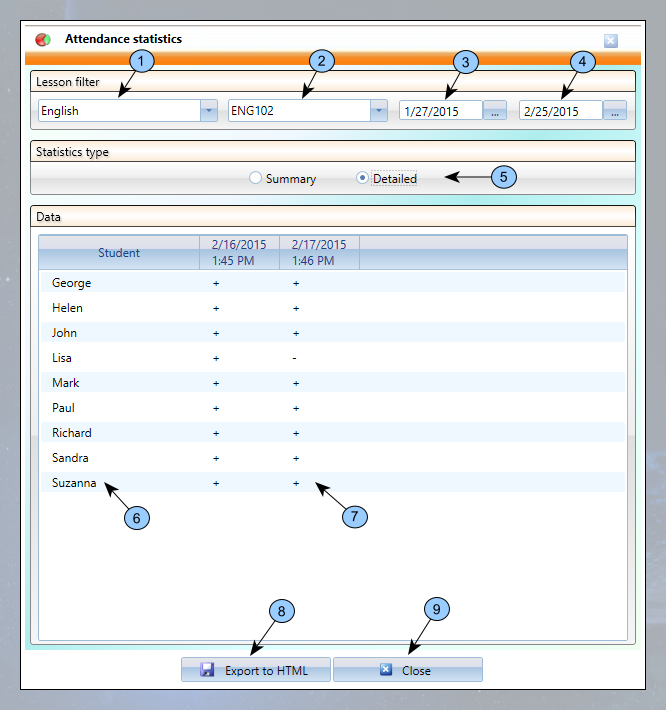 Attendance statistics
1 2 3 4
Lesson filter
English ENG102 1/27/2015 ... 2/25/2015 ...
Statistics type
Summary Detailed 5
Data
Student 2/16/2015 2/17/2015
1:45 PM 1:46 PM
George + +
Helen + +
John + +
Lisa + -
Mark + +
Paul + +
Richard + +
Sandra + +
Suzanna + +
6 7
8 9
Export to HTML Close